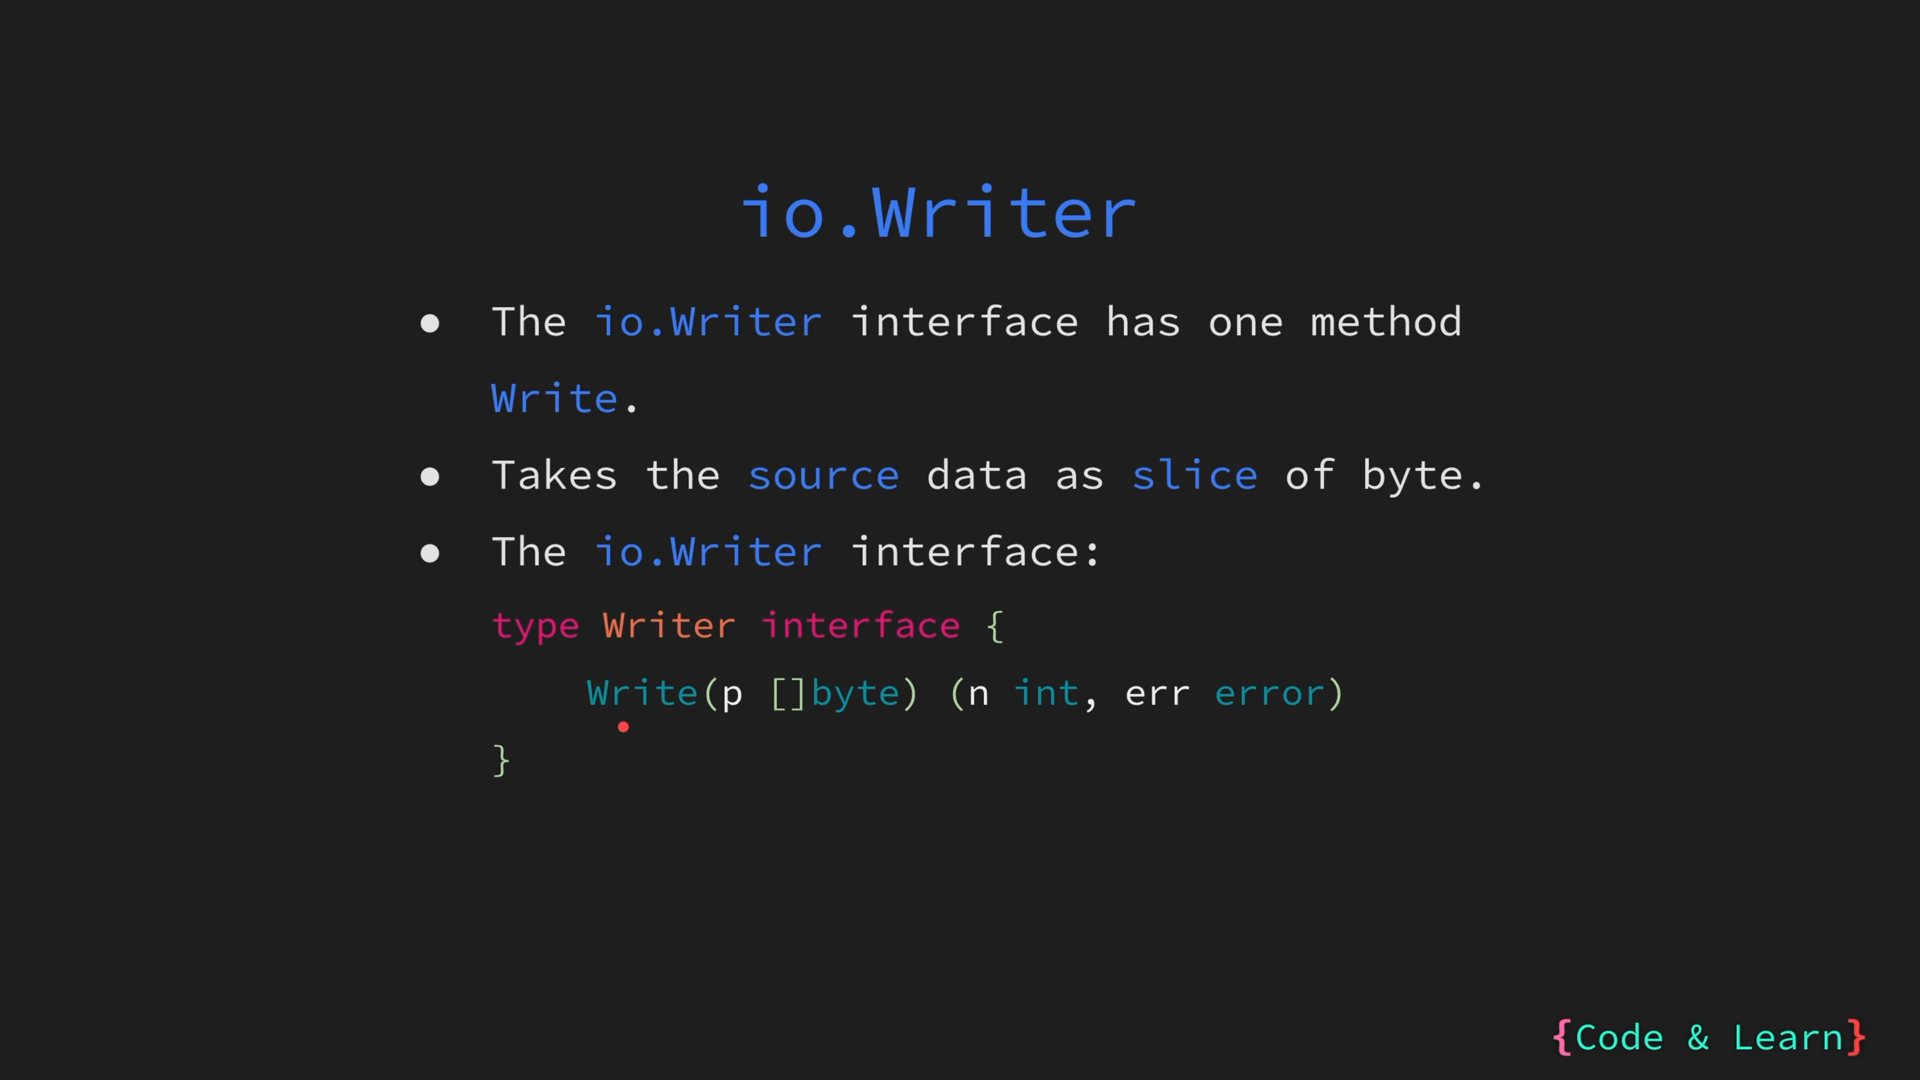 io.Writer
● The io.Writer interface has one method
Write.
● Takes the source data as slice of byte.
● The io.Writer interface:
type Writer interface {
Write(p []byte) (n int, err error)
}
{Code & Learn}